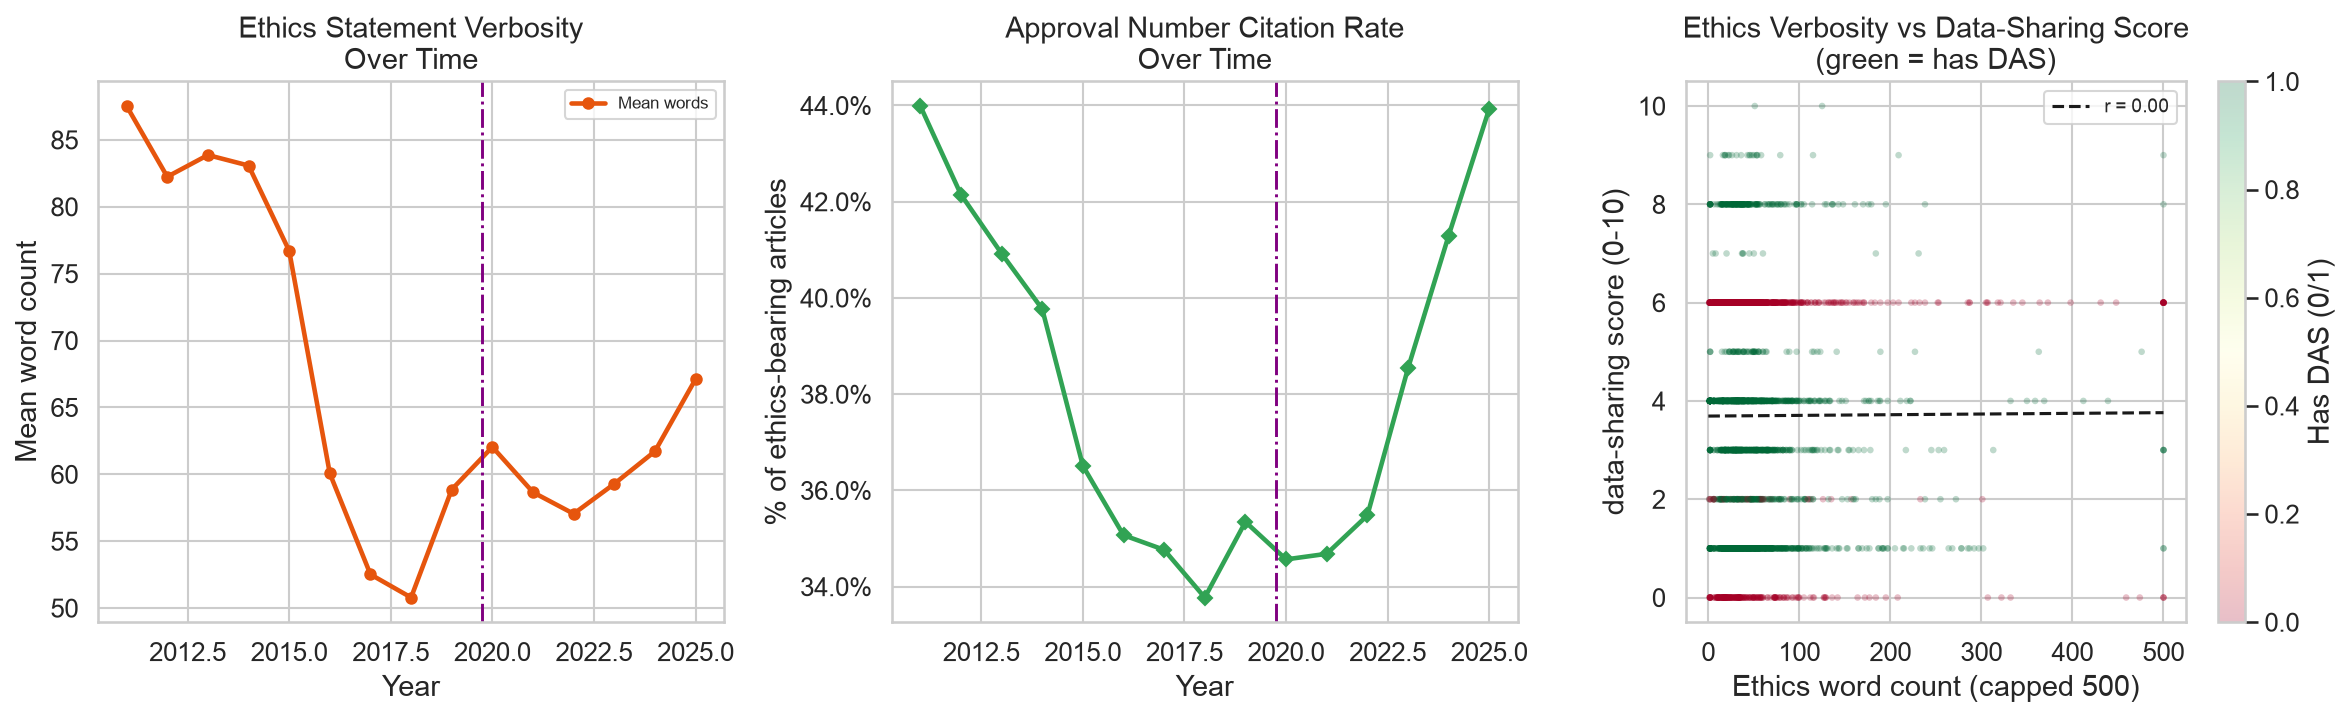 Ethics Statement Verbosity
Over Time
Mean words
Mean word count
85
80
75
70
65
60
55
50
2012.5 2015.0 2017.5 2020.0 2022.5 2025.0
Year
Approval Number Citation Rate
Over Time
% of ethics-bearing articles
44.0%
42.0%
40.0%
38.0%
36.0%
34.0%
2012.5 2015.0 2017.5 2020.0 2022.5 2025.0
Year
Ethics Verbosity vs Data-Sharing Score
(green = has DAS)
r = 0.00
data-sharing score (0-10)
10
8
6
4
2
0
0 100 200 300 400 500
Ethics word count (capped 500)
1.0
0.8
0.6
0.4
0.2
0.0
Has DAS (0/1)